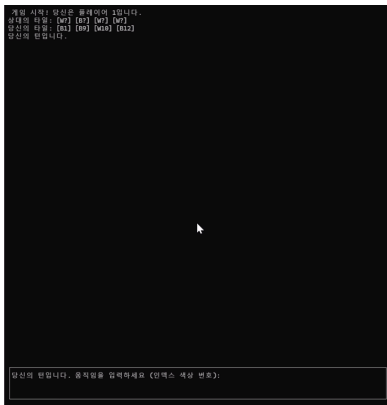 게임 시작! 당신은 플레이어 1입니다.
상대의 타일: [W?] [B?] [W?] [W?]
당신의 타일: [B1] [B9] [W10] [B12]
당신의 턴입니다.
당신의 턴입니다. 움직임을 입력하세요 (인덱스 색상 번호):